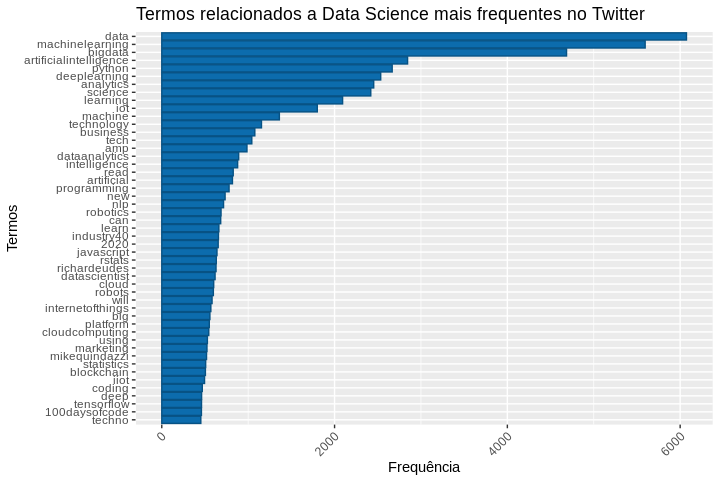 Termos relacionados a Data Science mais frequentes no Twitter
data
machinelearning
bigdata
artificialintelligence
python
deeplearning
analytics
science
learning
iot
machine
technology
business
tech
amp
dataanalytics
intelligence
read
artificial
programming
new
nlp
robotics
can
learn
industry40
2020
javascript
rstats
richardeudes
datascientist
cloud
robots
will
internetofthings
big
platform
cloudcomputing
using
marketing
mikequindazzi
statistics
blockchain
iiot
coding
deep
tensorflow
100daysofcode
techno
Termos
0
2000
4000
6000
Frequência